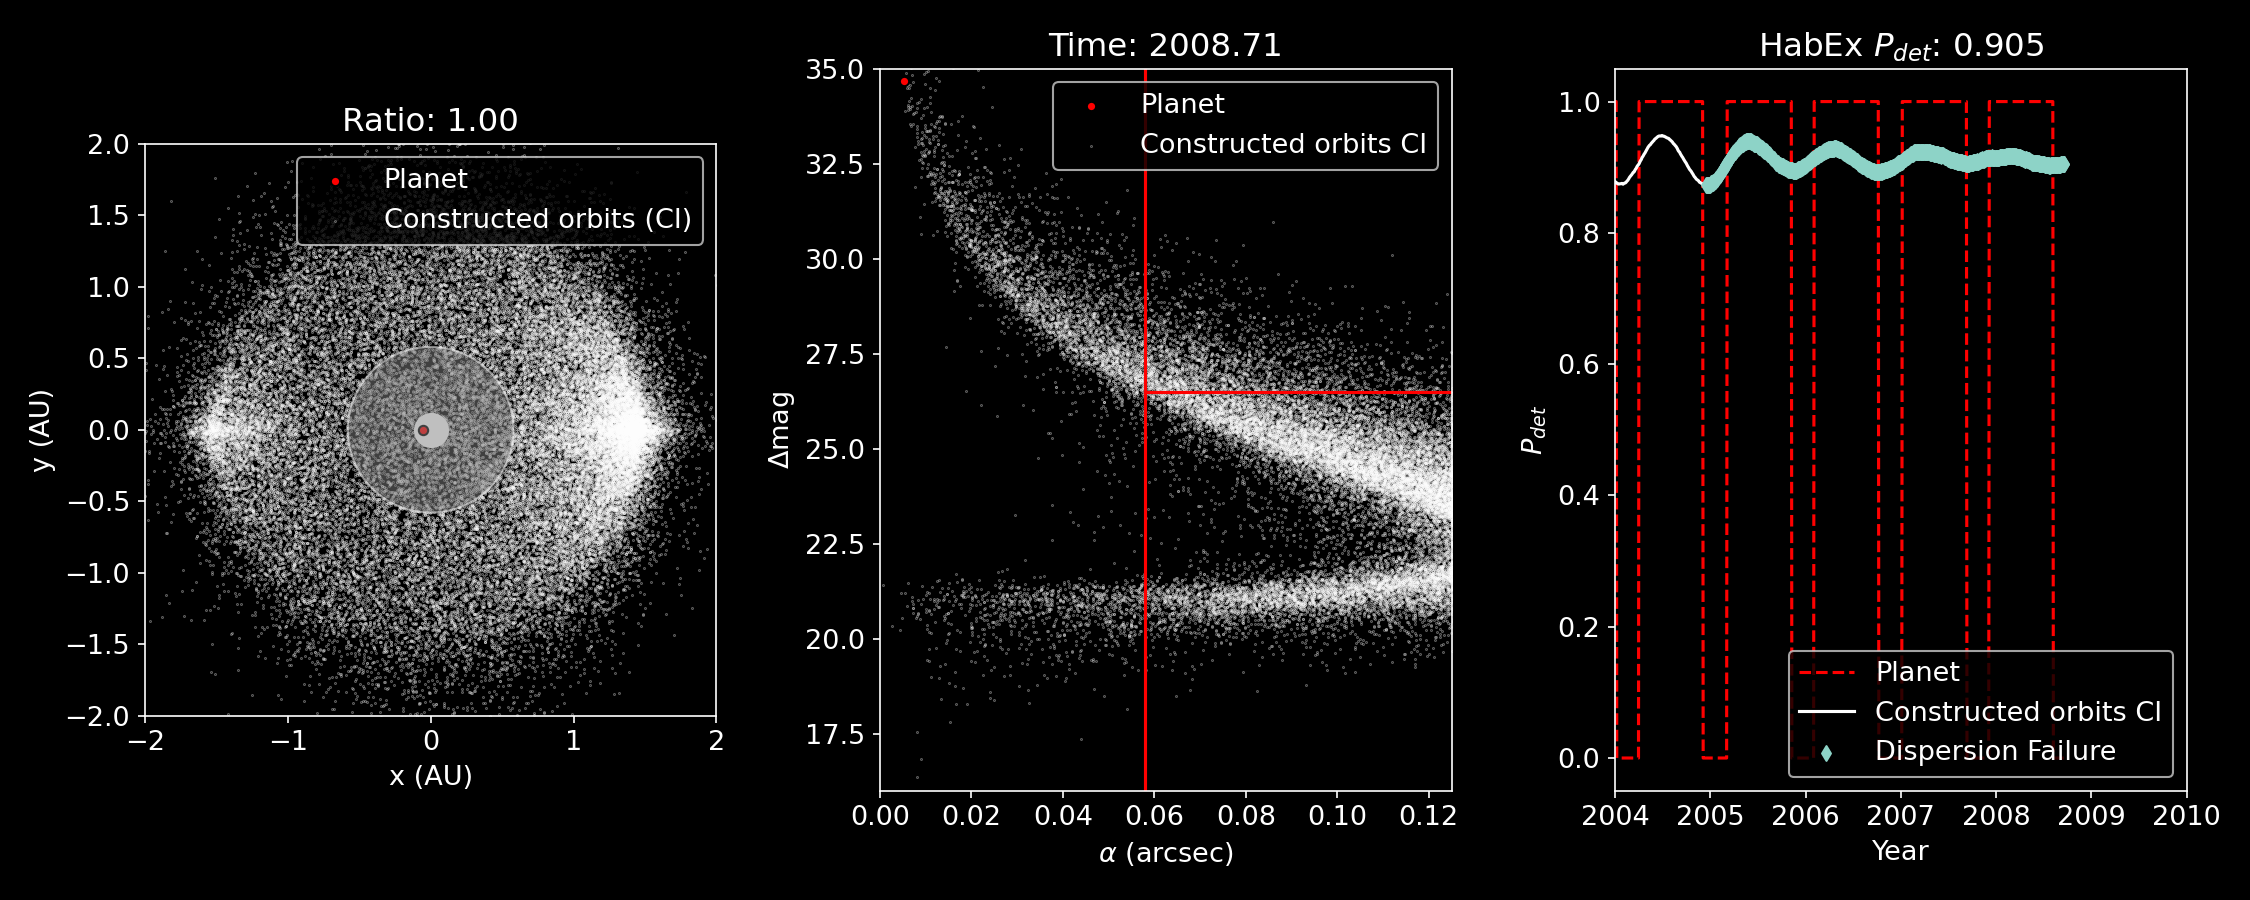 Ratio: 1.00
2.0
1.5
1.0
0.5
0.0
−0.5
−1.0
−1.5
−2.0
y (AU)
Planet
Constructed orbits (CI)
−2
−1
0
1
2
x (AU)
Time: 2008.71
35.0
32.5
30.0
27.5
25.0
22.5
20.0
17.5
Δmag
Planet
Constructed orbits CI
0.00
0.02
0.04
0.06
0.08
0.10
0.12
α (arcsec)
HabEx P_det: 0.905
1.0
0.8
0.6
0.4
0.2
0.0
P_det
Planet
Constructed orbits CI
Dispersion Failure
2004
2005
2006
2007
2008
2009
2010
Year